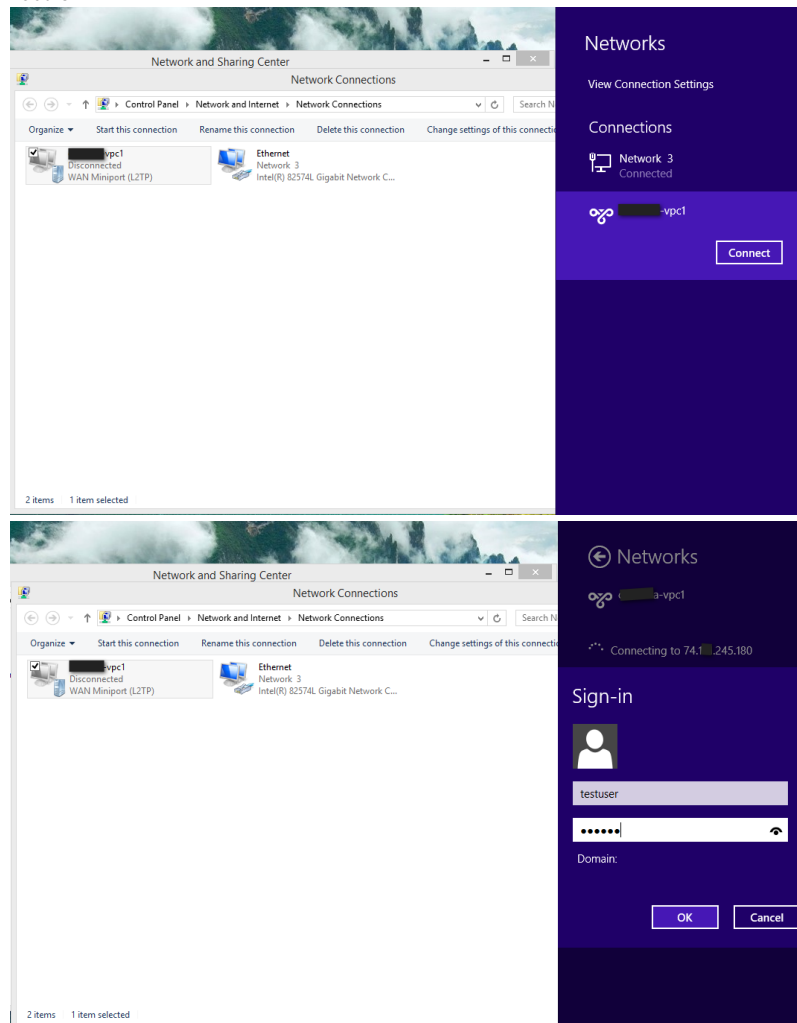 Networks
Network and Sharing Center
Network Connections
View Connection Settings
Control Panel Network and Internet Network Connections
Search N
Organize Start this connection Rename this connection Delete this connection Change settings of this connectio
Connections
vpc1
Disconnected
WAN Miniport (L2TP)
Ethernet
Network 3
Intel(R) 82574L Gigabit Network C...
Network 3
Connected
-vpc1
Connect
2 items 1 item selected
Networks
Network and Sharing Center
Network Connections
a-vpc1
Control Panel Network and Internet Network Connections
Search N
Organize Start this connection Rename this connection Delete this connection Change settings of this connectio
Connecting to 74.1 .245.180
-vpc1
Disconnected
WAN Miniport (L2TP)
Ethernet
Network 3
Intel(R) 82574L Gigabit Network C...
Sign-in
testuser
••••••
Domain:
OK Cancel
2 items 1 item selected